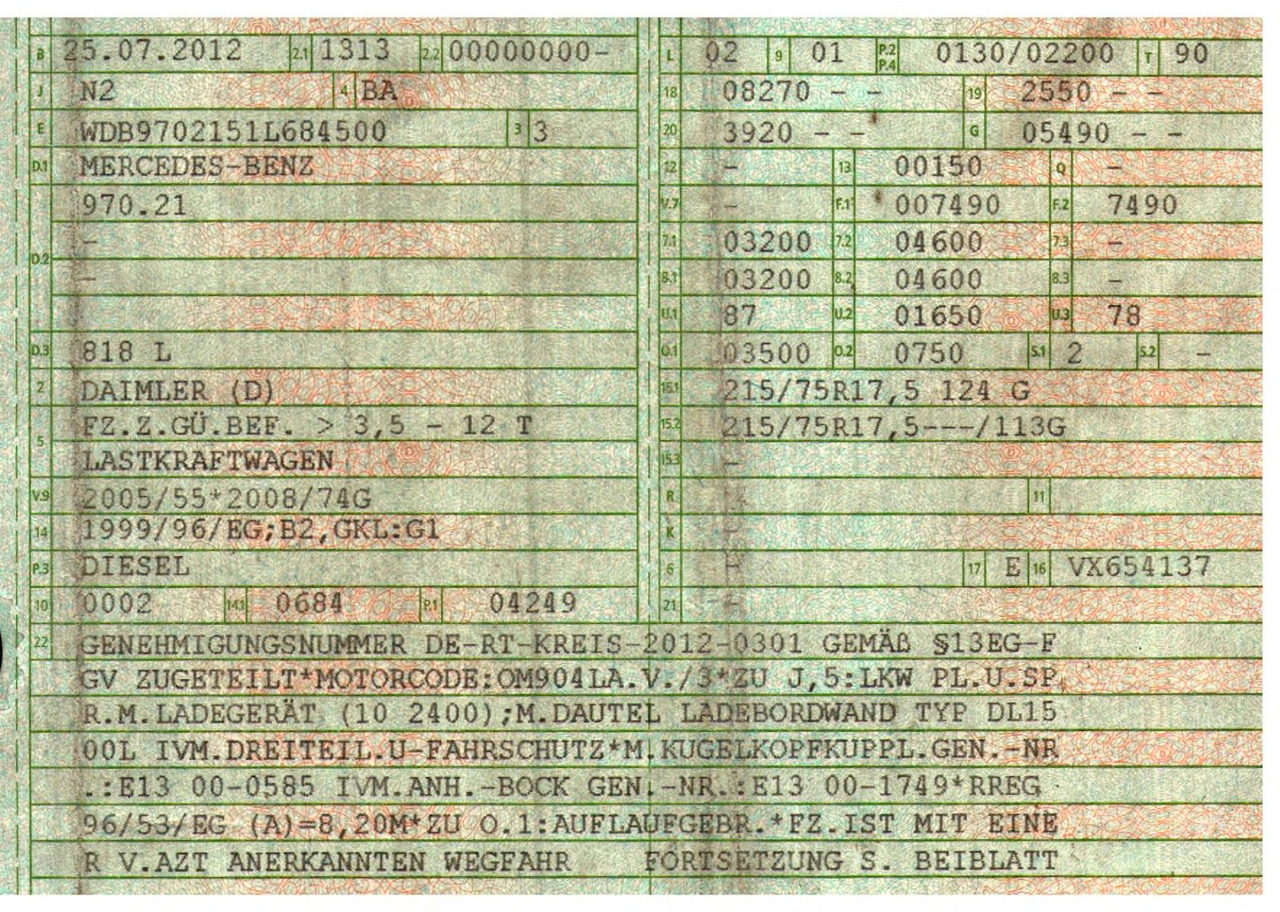 B 25.07.2012 2.1 1313 2.2 00000000-
J N2 4 BA
E WDB9702151L684500 3 3
D.1 MERCEDES-BENZ
970.21
-
D.2
-
D.3 818 L
2 DAIMLER (D)
FZ.Z.GÜ.BEF. > 3,5 - 12 T
5
LASTKRAFTWAGEN
V.9 2005/55*2008/74G
14 1999/96/EG;B2,GKL:G1
P.3 DIESEL
10 0002 14.1 0684 P.1 04249
L 02 9 01 P.2 P.4 0130/02200 T 90
18 08270 - - 19 2550 - -
20 3920 - - G 05490 - -
12 - 13 00150 Q -
V.7 - F.1 007490 F.2 7490
7.1 03200 7.2 04600 7.3 -
8.1 03200 8.2 04600 8.3 -
U.1 87 U.2 01650 U.3 78
O.1 03500 O.2 0750 S.1 2 S.2 -
15.1 215/75R17,5 124 G
15.2 215/75R17,5---/113G
15.3 -
R - 11
K -
6 - 17 E 16 VX654137
21 -
22 GENEHMIGUNGSNUMMER DE-RT-KREIS-2012-0301 GEMÄß §13EG-F
GV ZUGETEILT*MOTORCODE:OM904LA.V./3*ZU J,5:LKW PL.U.SP.
R.M.LADEGERÄT (10 2400);M.DAUTEL LADEBORDWAND TYP DL15
00L IVM.DREITEIL.U-FAHRSCHUTZ*M.KUGELKOPFKUPPL.GEN.-NR
.:E13 00-0585 IVM.ANH.-BOCK GEN.-NR.:E13 00-1749*RREG
96/53/EG (A)=8,20M*ZU O.1:AUFLAUFGEBR.*FZ.IST MIT EINE
R V.AZT ANERKANNTEN WEGFAHR FORTSETZUNG S. BEIBLATT